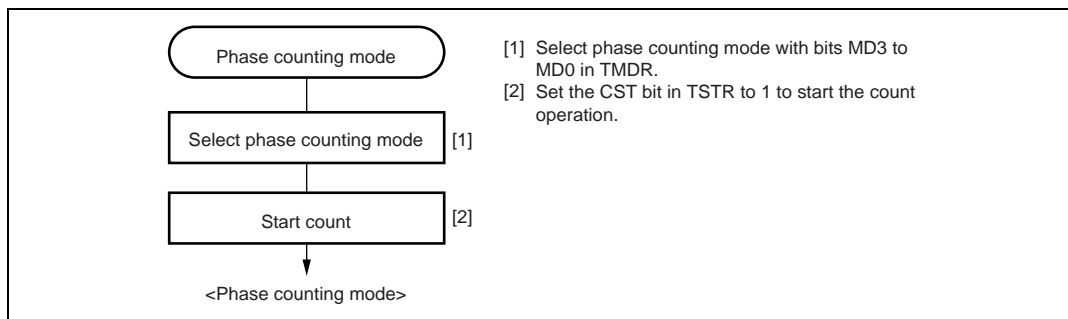 Phase counting mode
Select phase counting mode [1]
Start count [2]
<Phase counting mode>
[1] Select phase counting mode with bits MD3 to
MD0 in TMDR.
[2] Set the CST bit in TSTR to 1 to start the count
operation.